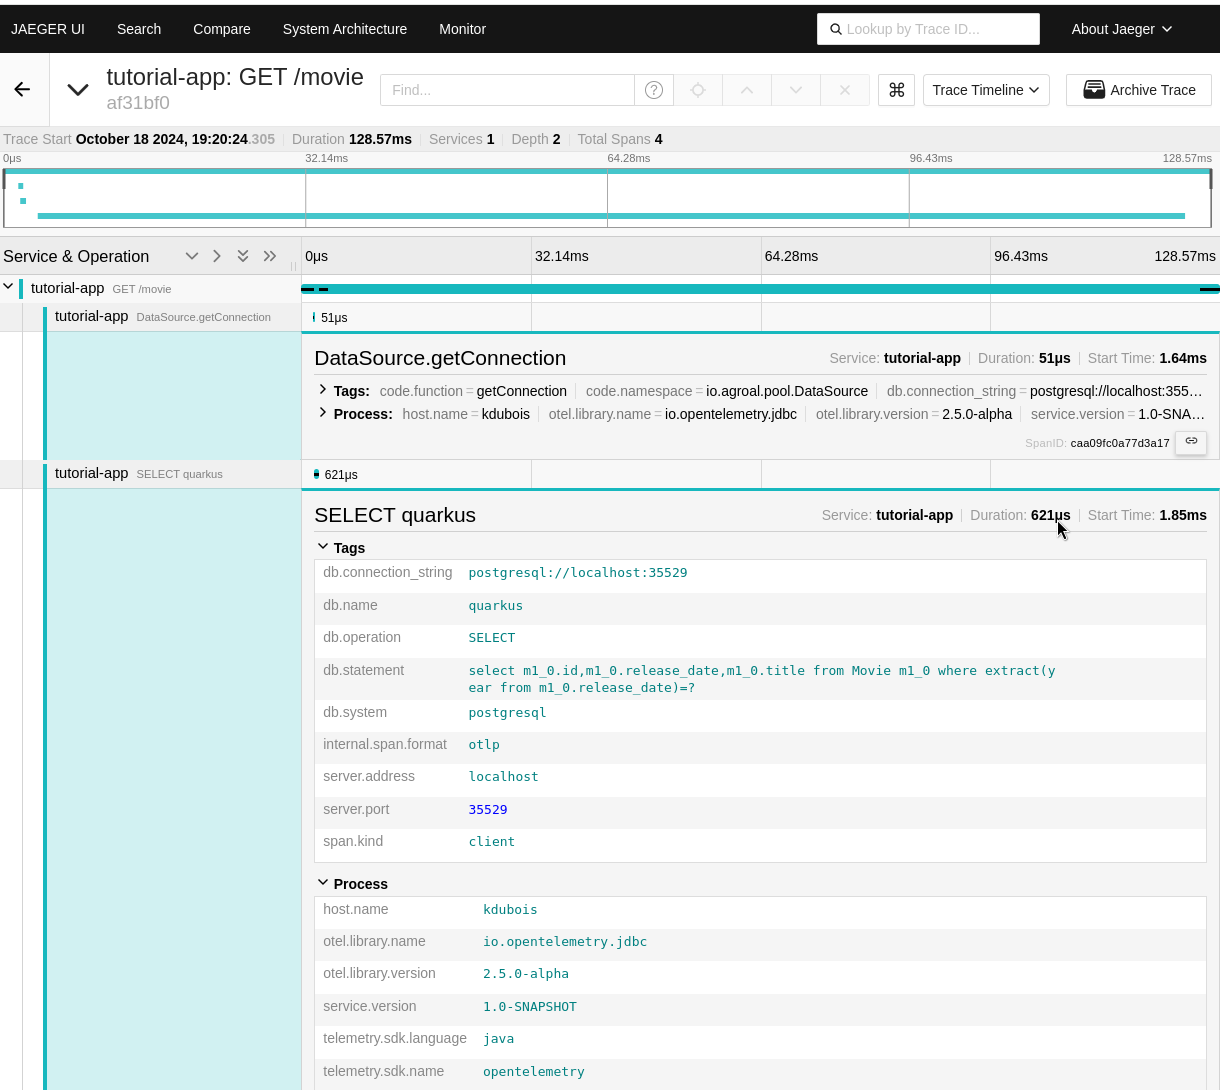 JAEGER UI Search Compare System Architecture Monitor Lookup by Trace ID... About Jaeger
tutorial-app: GET /movie
af31bf0
Find... ? ⌘ Trace Timeline Archive Trace
Trace Start October 18 2024, 19:20:24.305 Duration 128.57ms Services 1 Depth 2 Total Spans 4
0μs 32.14ms 64.28ms 96.43ms 128.57ms
Service & Operation 0μs 32.14ms 64.28ms 96.43ms 128.57ms
tutorial-app GET /movie
tutorial-app DataSource.getConnection 51μs
DataSource.getConnection Service: tutorial-app Duration: 51μs Start Time: 1.64ms
Tags: code.function = getConnection code.namespace = io.agroal.pool.DataSource db.connection_string = postgresql://localhost:355…
Process: host.name = kdubois otel.library.name = io.opentelemetry.jdbc otel.library.version = 2.5.0-alpha service.version = 1.0-SNA…
SpanID: caa09fc0a77d3a17
tutorial-app SELECT quarkus 621μs
SELECT quarkus Service: tutorial-app Duration: 621μs Start Time: 1.85ms
Tags
db.connection_string postgresql://localhost:35529
db.name quarkus
db.operation SELECT
db.statement select m1_0.id,m1_0.release_date,m1_0.title from Movie m1_0 where extract(y
ear from m1_0.release_date)=?
db.system postgresql
internal.span.format otlp
server.address localhost
server.port 35529
span.kind client
Process
host.name kdubois
otel.library.name io.opentelemetry.jdbc
otel.library.version 2.5.0-alpha
service.version 1.0-SNAPSHOT
telemetry.sdk.language java
telemetry.sdk.name opentelemetry